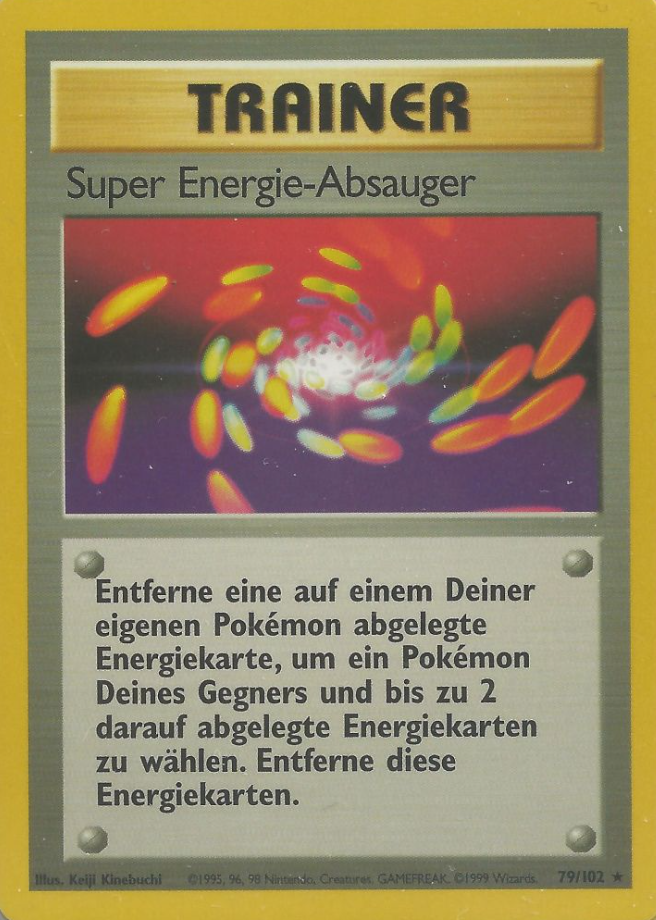 TRAINER
Super Energie-Absauger
Entferne eine auf einem Deiner
eigenen Pokémon abgelegte
Energiekarte, um ein Pokémon
Deines Gegners und bis zu 2
darauf abgelegte Energiekarten
zu wählen. Entferne diese
Energiekarten.
Illus. Keiji Kinebuchi ©1995, 96, 98 Nintendo, Creatures, GAMEFREAK. ©1999 Wizards. 79/102 ★